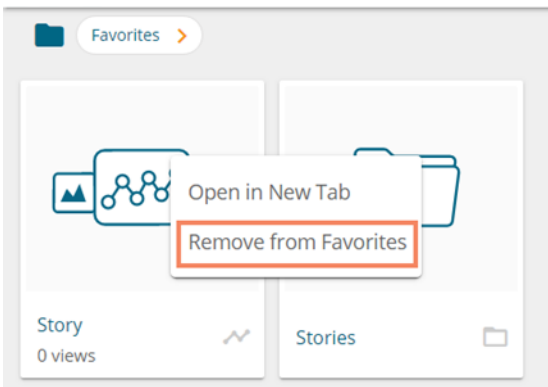 Favorites
Open in New Tab
Remove from Favorites
Story
0 views
Stories